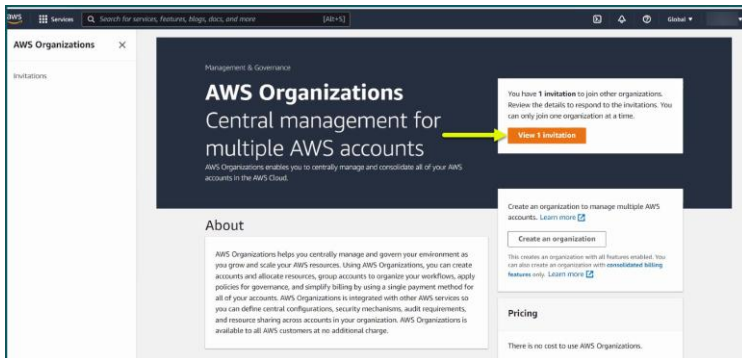 aws Services Search for services, features, blogs, docs, and more [Alt+S] Global
AWS Organizations
Invitations
Management & Governance
AWS Organizations
Central management for
multiple AWS accounts
AWS Organizations enables you to centrally manage and consolidate all of your AWS
accounts in the AWS Cloud.
You have 1 invitation to join other organizations.
Review the details to respond to the invitations. You
can only join one organization at a time.
View 1 invitation
Create an organization to manage multiple AWS
accounts. Learn more
Create an organization
This creates an organization with all features enabled. You
can also create an organization with consolidated billing
features only. Learn more
About
AWS Organizations helps you centrally manage and govern your environment as
you grow and scale your AWS resources. Using AWS Organizations, you can create
accounts and allocate resources, group accounts to organize your workflows, apply
policies for governance, and simplify billing by using a single payment method for
all of your accounts. AWS Organizations is integrated with other AWS services so
you can define central configurations, security mechanisms, audit requirements,
and resource sharing across accounts in your organization. AWS Organizations is
available to all AWS customers at no additional charge.
Pricing
There is no cost to use AWS Organizations.